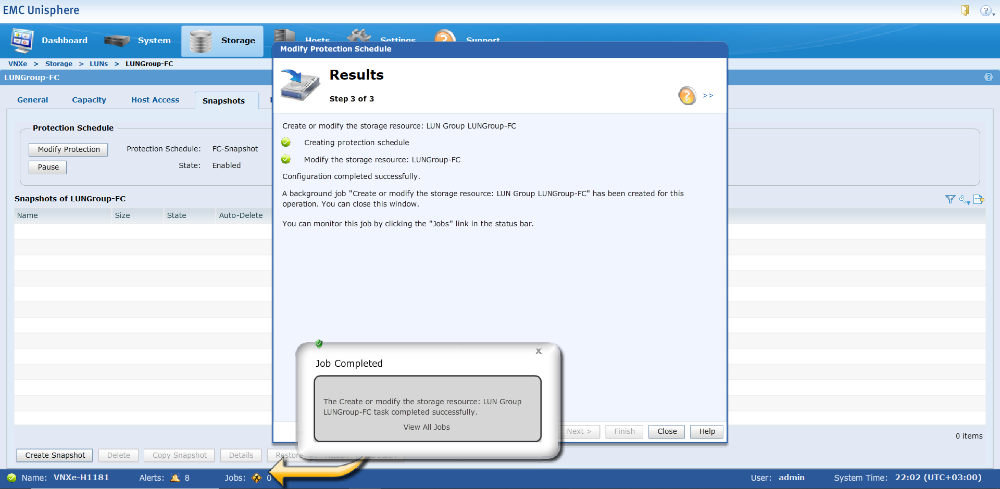 EMC Unisphere
Dashboard
System
Storage
Hosts
Settings
Support
VNXe > Storage > LUNs > LUNGroup-FC
LUNGroup-FC
General
Capacity
Host Access
Snapshots
Protection Schedule
Modify Protection
Protection Schedule: FC-Snapshot
Pause
State: Enabled
Snapshots of LUNGroup-FC
Name
Size
State
Auto-Delete
0 items
Create Snapshot
Delete
Copy Snapshot
Details
Restore
Attach
Detach
Modify Protection Schedule
Results
Step 3 of 3
>>
Create or modify the storage resource: LUN Group LUNGroup-FC
Creating protection schedule
Modify the storage resource: LUNGroup-FC
Configuration completed successfully.
A background job "Create or modify the storage resource: LUN Group LUNGroup-FC" has been created for this
operation. You can close this window.
You can monitor this job by clicking the "Jobs" link in the status bar.
Next >
Finish
Close
Help
x
Job Completed
The Create or modify the storage resource: LUN Group
LUNGroup-FC task completed successfully.
View All Jobs
Name: VNXe-H1181
Alerts: 8
Jobs: 0
User: admin
System Time: 22:02 (UTC+03:00)